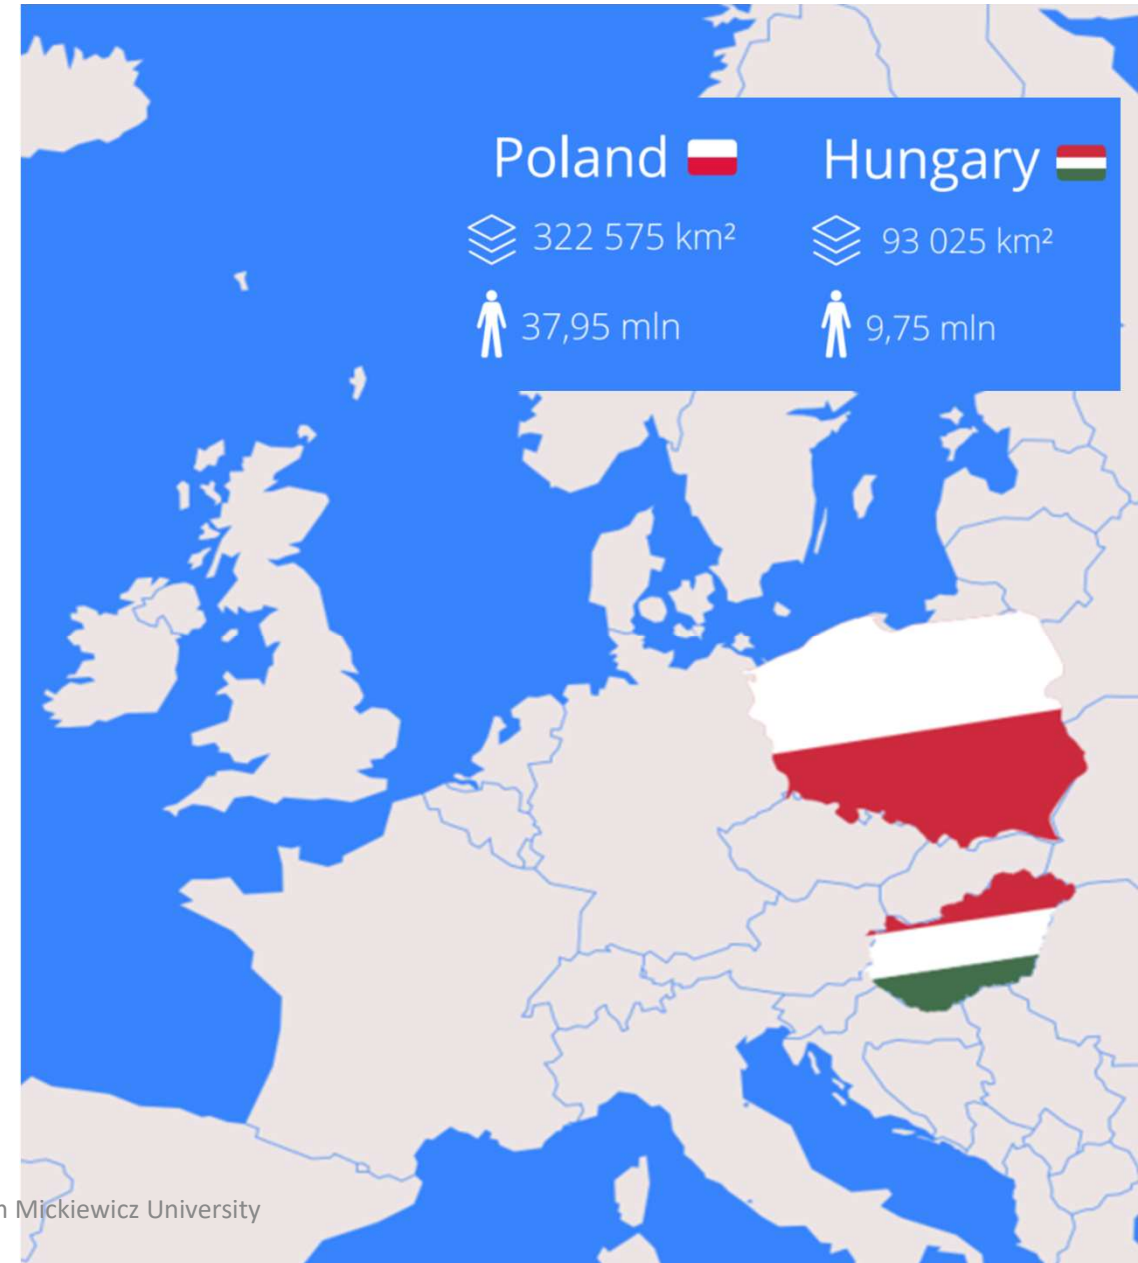 Poland
322 575 km²
37,95 mln
Hungary
93 025 km²
9,75 mln
Mickiewicz University